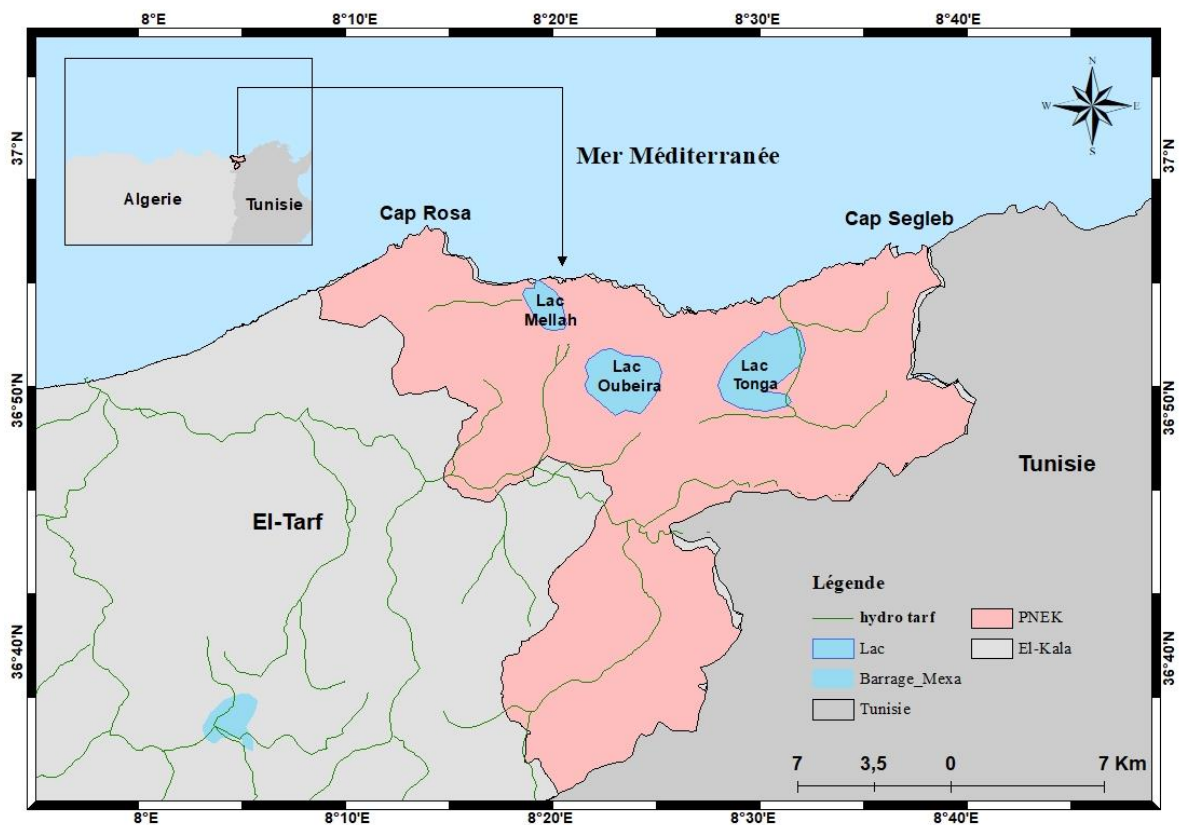 8°E 8°10'E 8°20'E 8°30'E 8°40'E
N
W E
S
37°N
37°N
Mer Méditerranée
Algerie
Tunisie
Cap Rosa
Cap Segleb
Lac
Mellah
Lac
Oubeira
Lac
Tonga
36°50'N
36°50'N
Tunisie
El-Tarf
Légende
hydro tarf
PNEK
Lac
El-Kala
Barrage_Mexa
Tunisie
36°40'N
36°40'N
7 3,5 0 7 Km
8°E 8°10'E 8°20'E 8°30'E 8°40'E